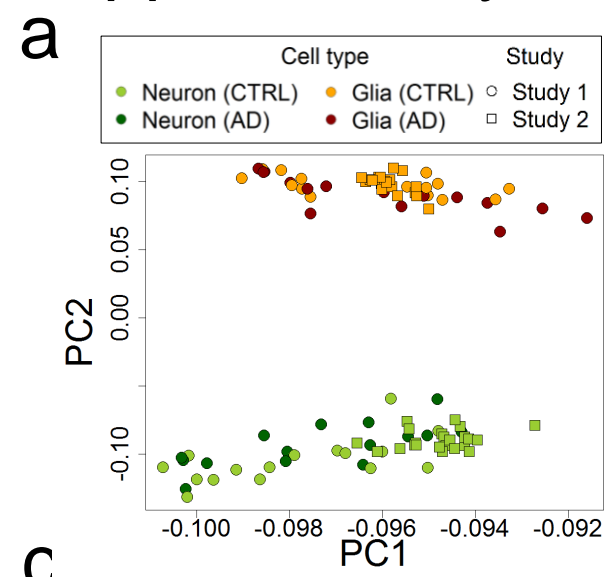 a
Cell type Study
Neuron (CTRL) Glia (CTRL) Study 1
Neuron (AD) Glia (AD) Study 2
0.10
0.05
0.00
-0.10
PC2
-0.100 -0.098 -0.096 -0.094 -0.092
PC1